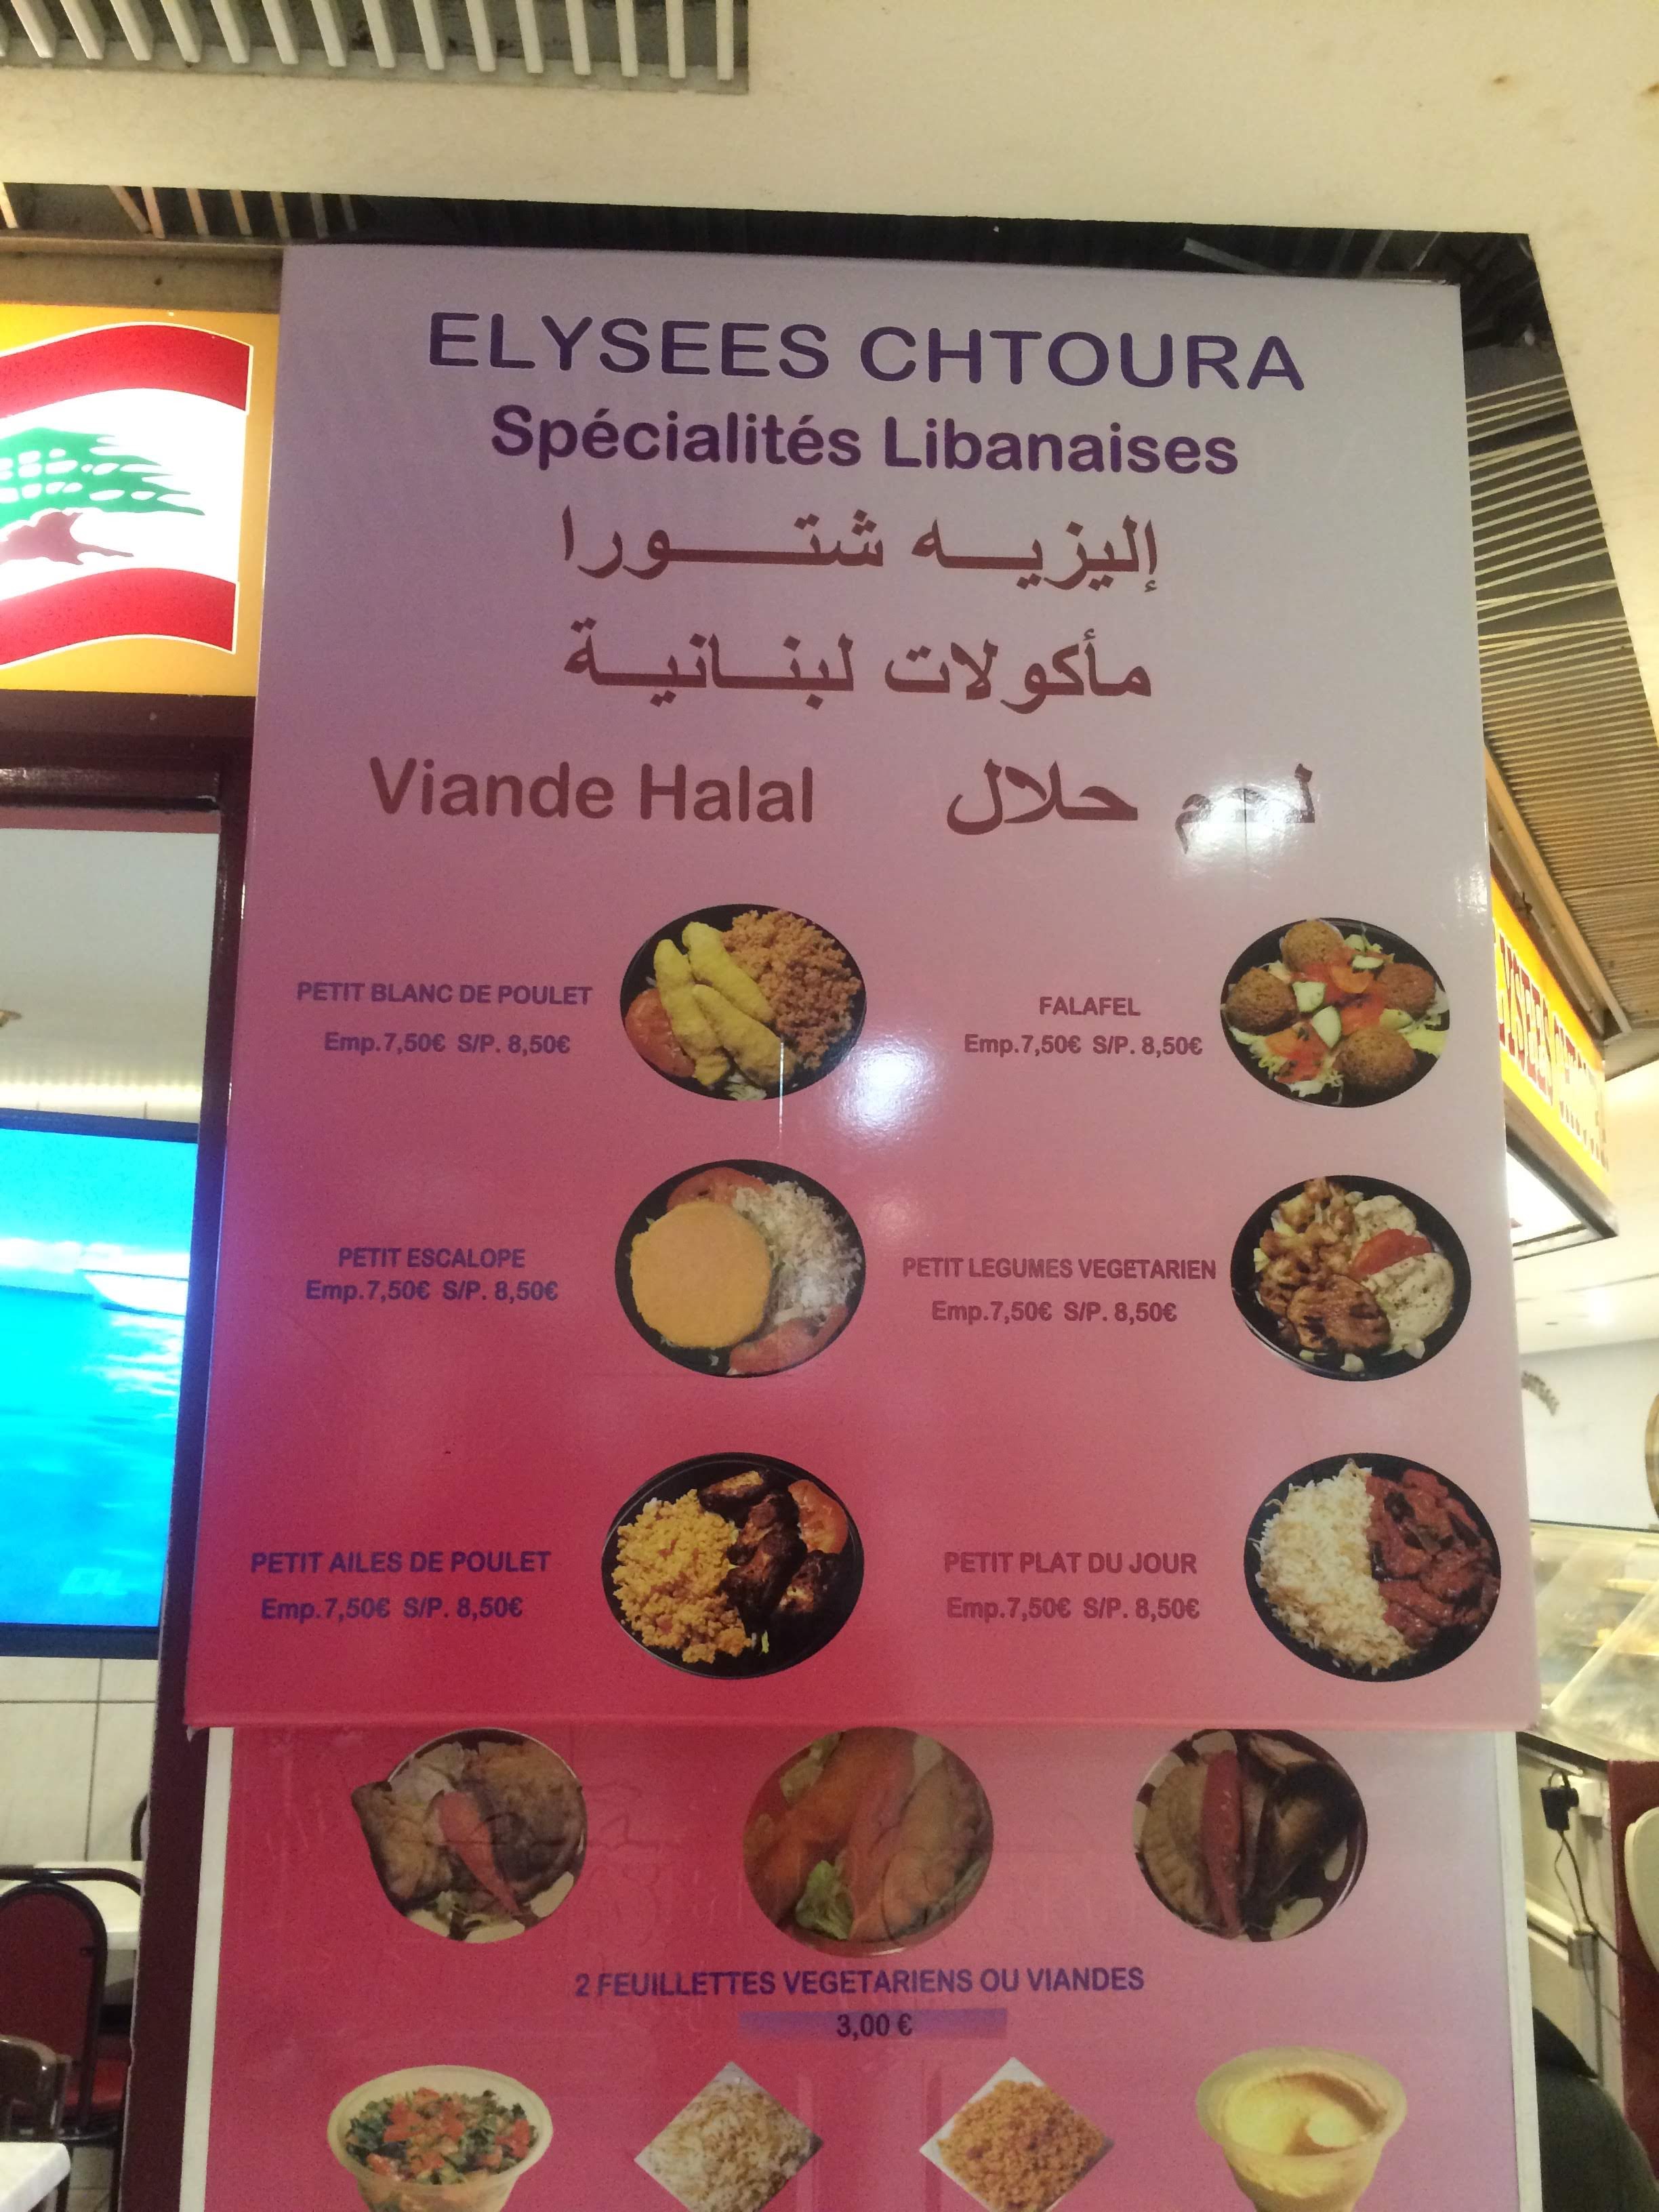 ELYSEES CHTOURA
Spécialités Libanaises
إليزيه شتورا
مأكولات لبنانية
Viande Halal لحم حلال
PETIT BLANC DE POULET
Emp.7,50€ S/P. 8,50€
FALAFEL
Emp.7,50€ S/P. 8,50€
PETIT ESCALOPE
Emp.7,50€ S/P. 8,50€
PETIT LEGUMES VEGETARIEN
Emp.7,50€ S/P. 8,50€
PETIT AILES DE POULET
Emp.7,50€ S/P. 8,50€
PETIT PLAT DU JOUR
Emp.7,50€ S/P. 8,50€
2 FEUILLETTES VEGETARIENS OU VIANDES
3,00 €